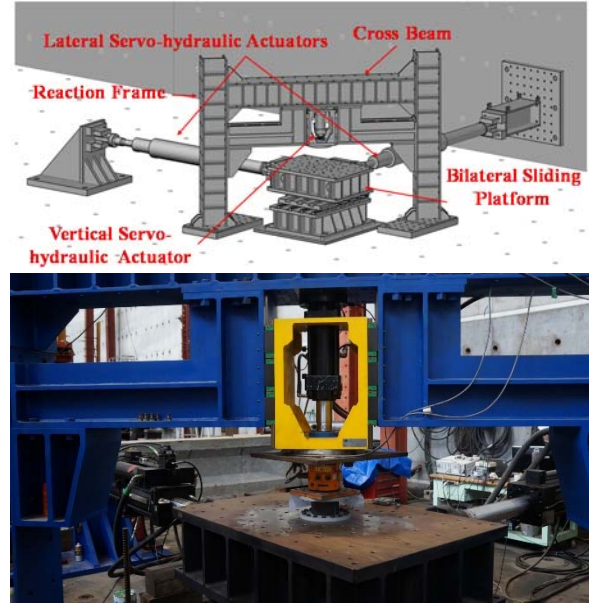 Lateral Servo-hydraulic Actuators
Cross Beam
Reaction Frame
Bilateral Sliding
Platform
Vertical Servo-
hydraulic Actuator